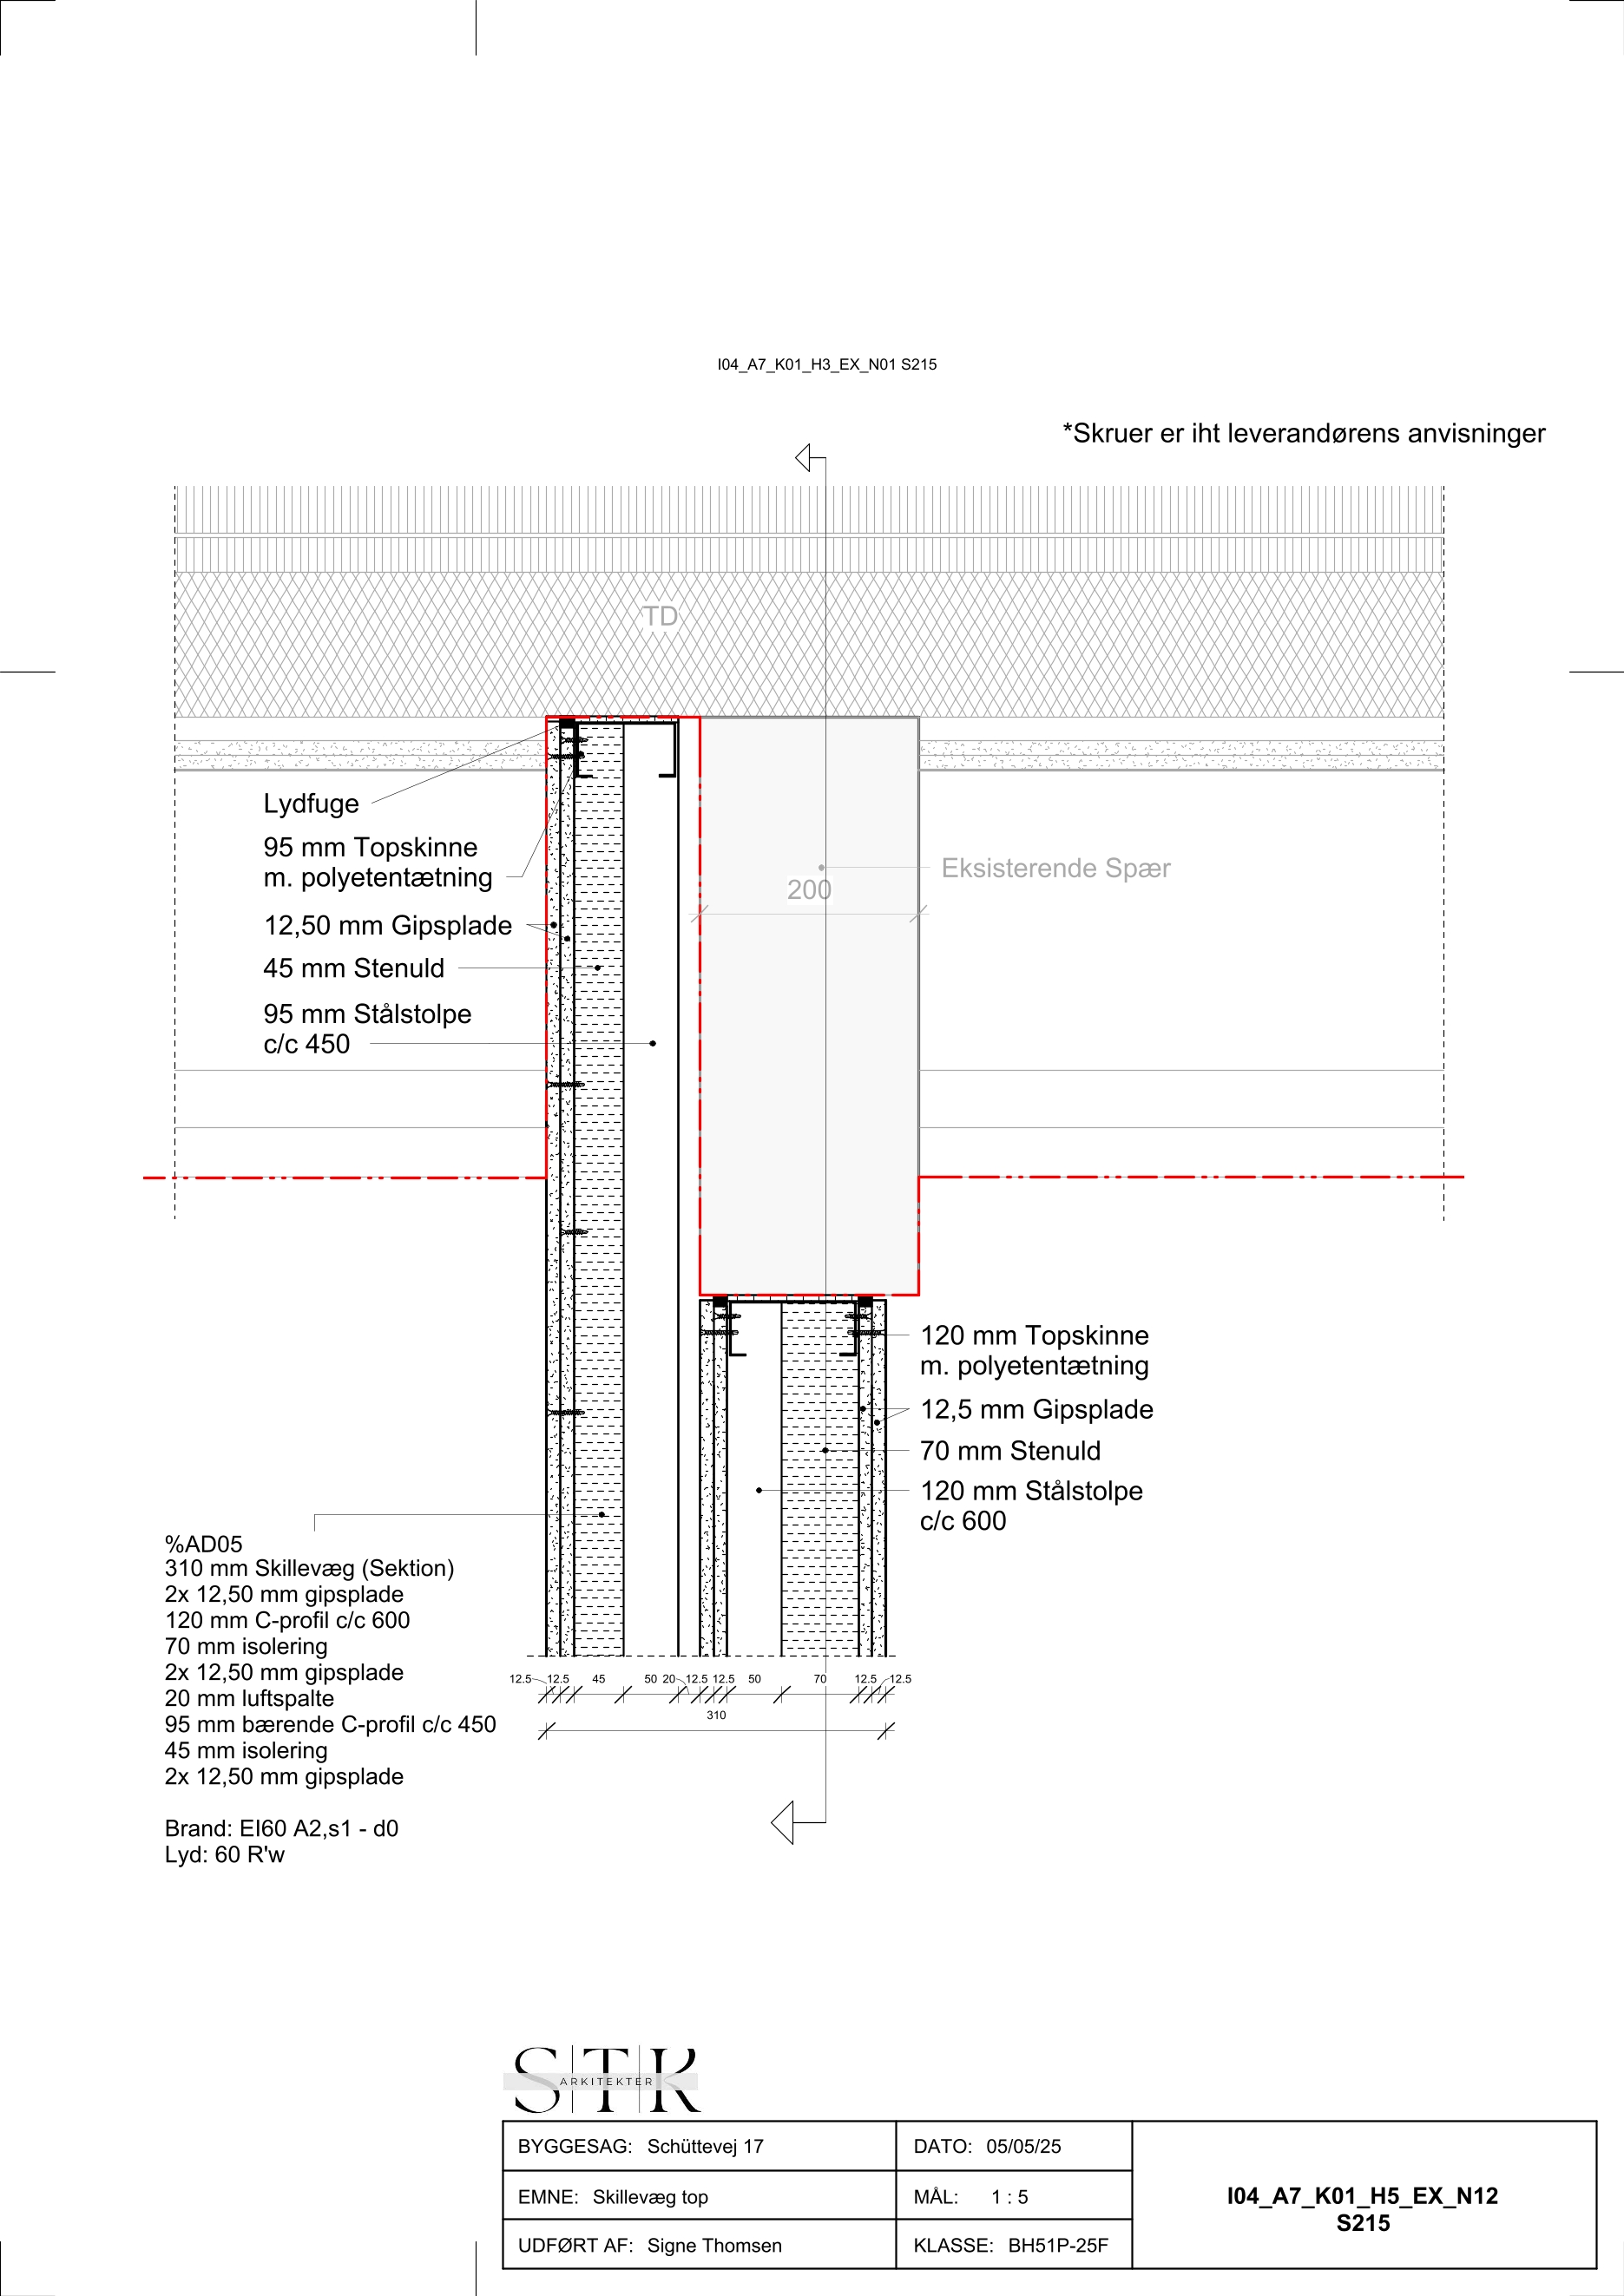 I04_A7_K01_H3_EX_N01 S215
*Skruer er iht leverandørens anvisninger
TD
Lydfuge
95 mm Topskinne
m. polyetentætning
12,50 mm Gipsplade
45 mm Stenuld
95 mm Stålstolpe
c/c 450
Eksisterende Spær
200
120 mm Topskinne
m. polyetentætning
12,5 mm Gipsplade
70 mm Stenuld
120 mm Stålstolpe
c/c 600
%AD05
310 mm Skillevæg (Sektion)
2x 12,50 mm gipsplade
120 mm C-profil c/c 600
70 mm isolering
2x 12,50 mm gipsplade
20 mm luftspalte
95 mm bærende C-profil c/c 450
45 mm isolering
2x 12,50 mm gipsplade
Brand: EI60 A2,s1 - d0
Lyd: 60 R'w
12.5 12.5 45 50 20 12.5 12.5 50 70 12.5 12.5
310
STK
ARKITEKTER
BYGGESAG: Schüttevej 17
DATO: 05/05/25
EMNE: Skillevæg top
MÅL: 1 : 5
UDFØRT AF: Signe Thomsen
KLASSE: BH51P-25F
I04_A7_K01_H5_EX_N12
S215